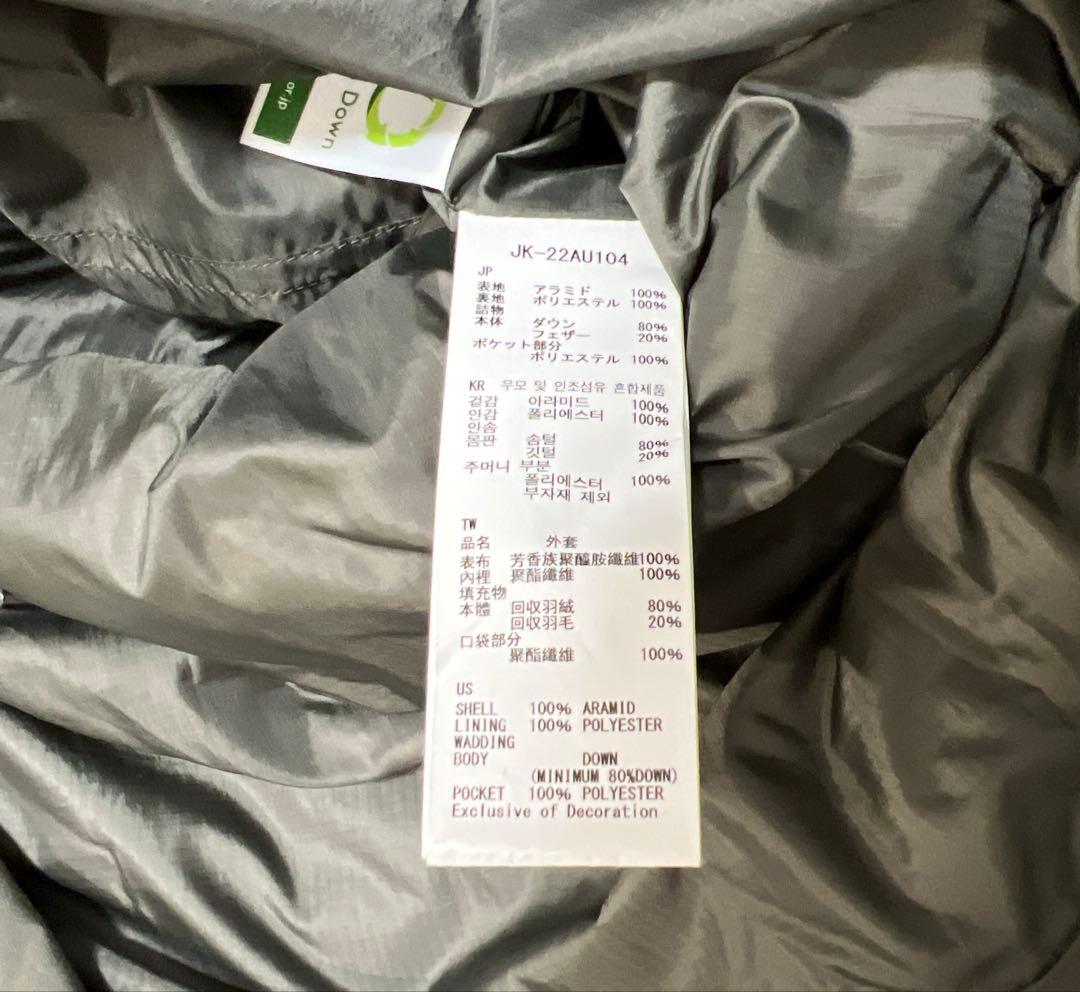 or.jp
Down
JK-22AU104
JP
表地 アラミド 100%
裏地 ポリエステル 100%
詰物
本体 ダウン 80%
フェザー 20%
ポケット部分
ポリエステル 100%
KR 우모 및 인조섬유 혼합제품
겉감 아라미드 100%
안감 폴리에스터 100%
안솜
몸판 솜털 80%
깃털 20%
주머니 부분
폴리에스터 100%
부자재 제외
TW
品名 外套
表布 芳香族聚醯胺纖維100%
內裡 聚酯纖維 100%
填充物
本體 回収羽絨 80%
回収羽毛 20%
口袋部分
聚酯纖維 100%
US
SHELL 100% ARAMID
LINING 100% POLYESTER
WADDING
BODY DOWN
(MINIMUM 80%DOWN)
POCKET 100% POLYESTER
Exclusive of Decoration